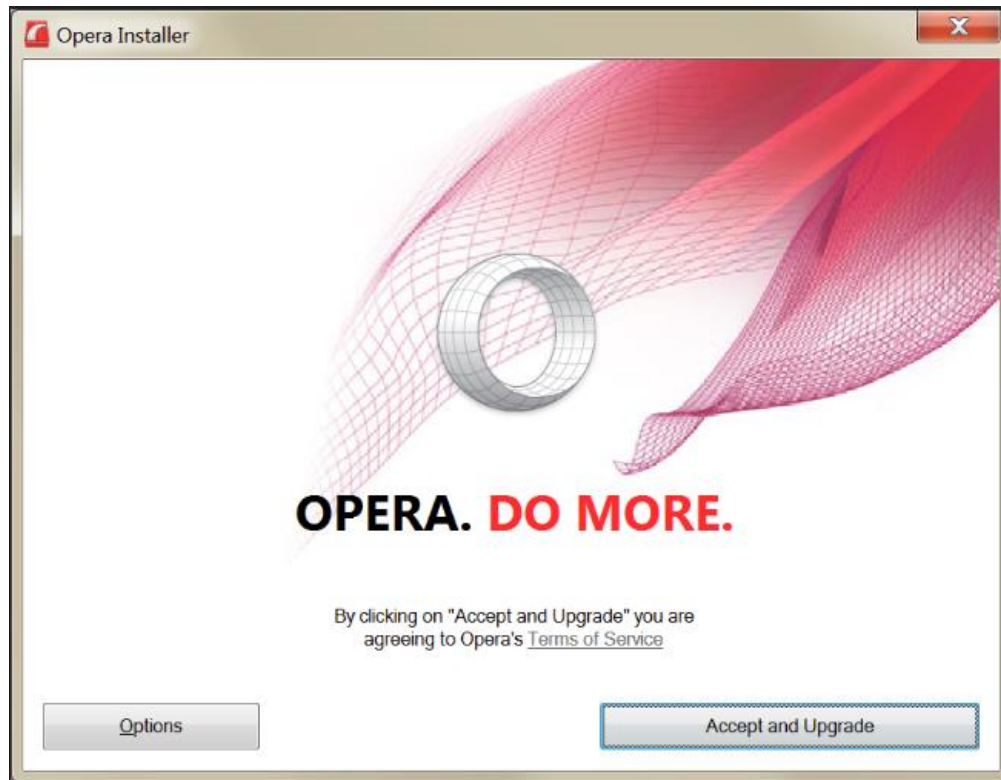 Opera Installer
OPERA. DO MORE.
By clicking on "Accept and Upgrade" you are
agreeing to Opera's Terms of Service
Options
Accept and Upgrade